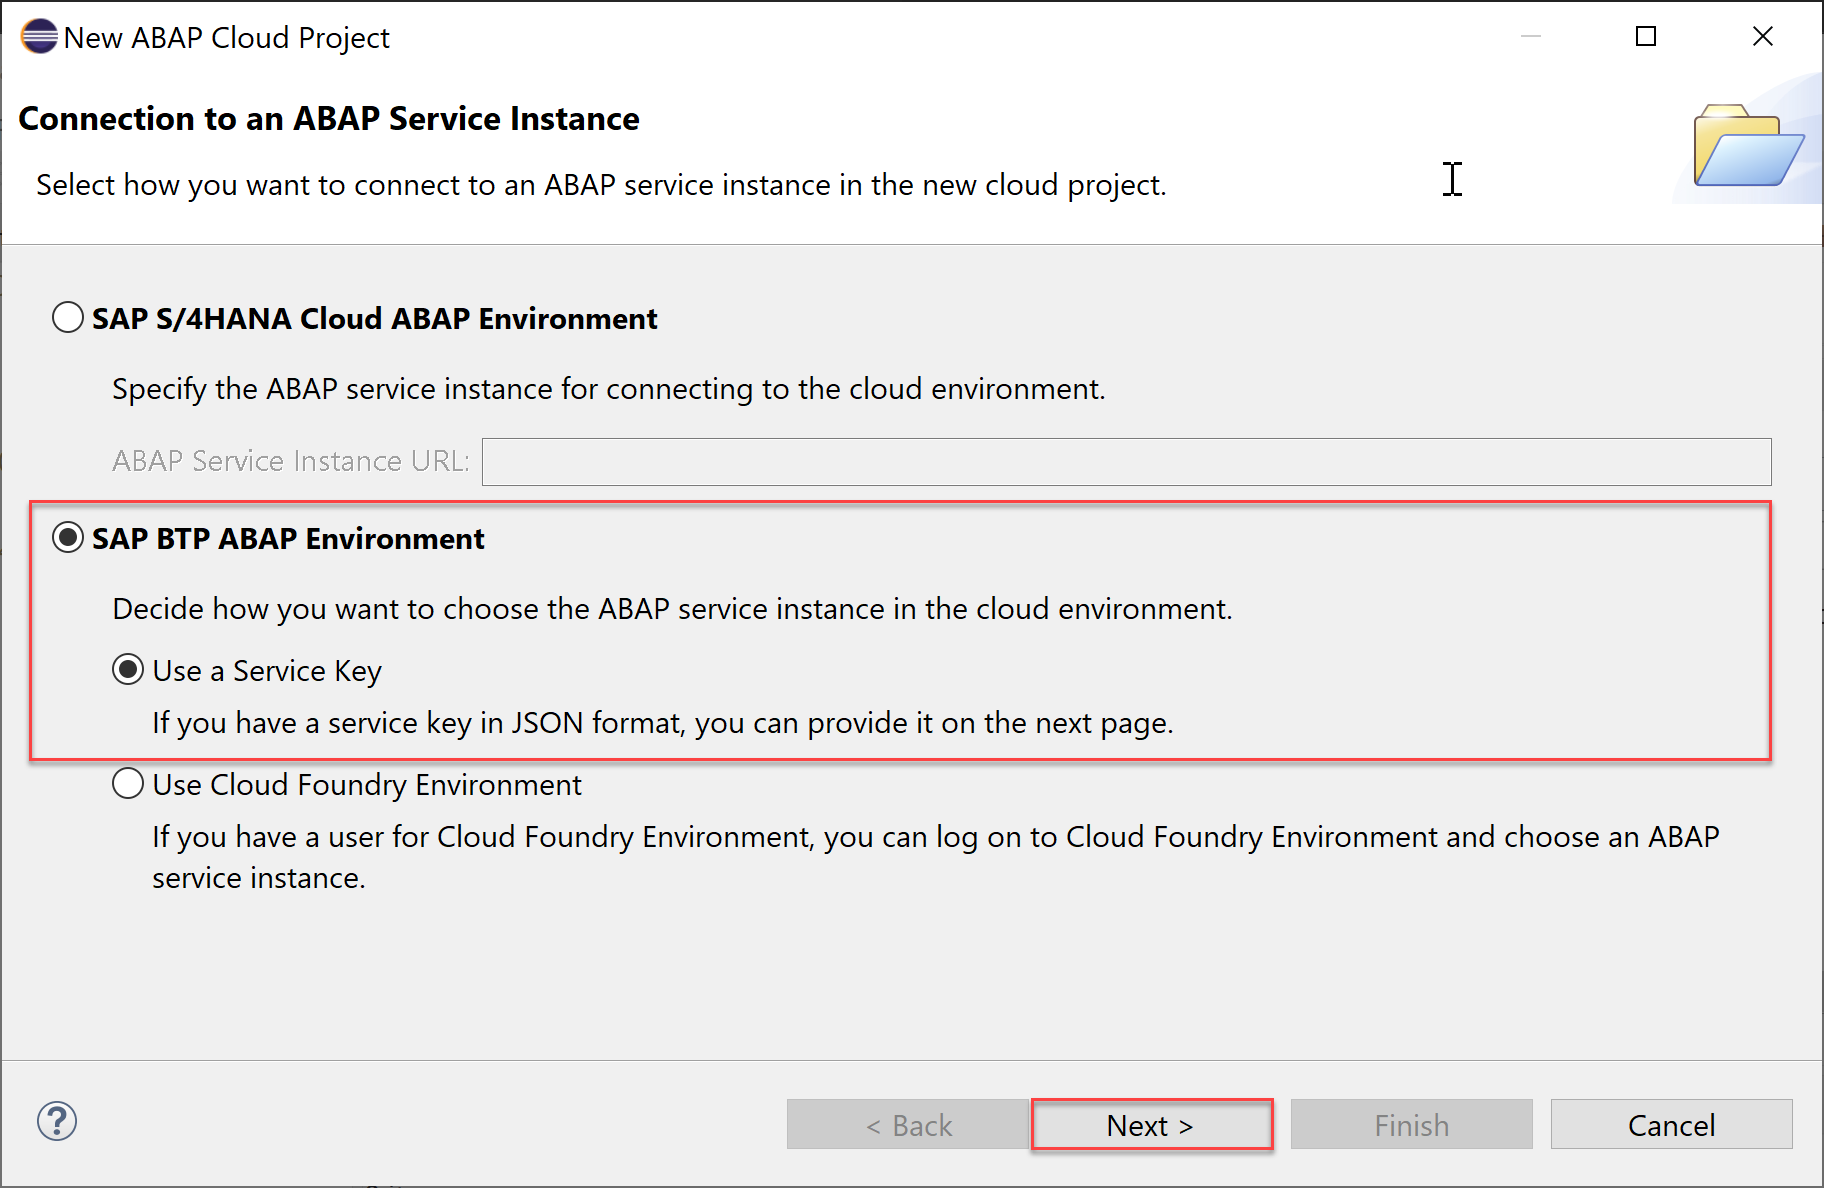 New ABAP Cloud Project
Connection to an ABAP Service Instance
Select how you want to connect to an ABAP service instance in the new cloud project.
SAP S/4HANA Cloud ABAP Environment
Specify the ABAP service instance for connecting to the cloud environment.
ABAP Service Instance URL:
SAP BTP ABAP Environment
Decide how you want to choose the ABAP service instance in the cloud environment.
Use a Service Key
If you have a service key in JSON format, you can provide it on the next page.
Use Cloud Foundry Environment
If you have a user for Cloud Foundry Environment, you can log on to Cloud Foundry Environment and choose an ABAP
service instance.
?
< Back
Next >
Finish
Cancel